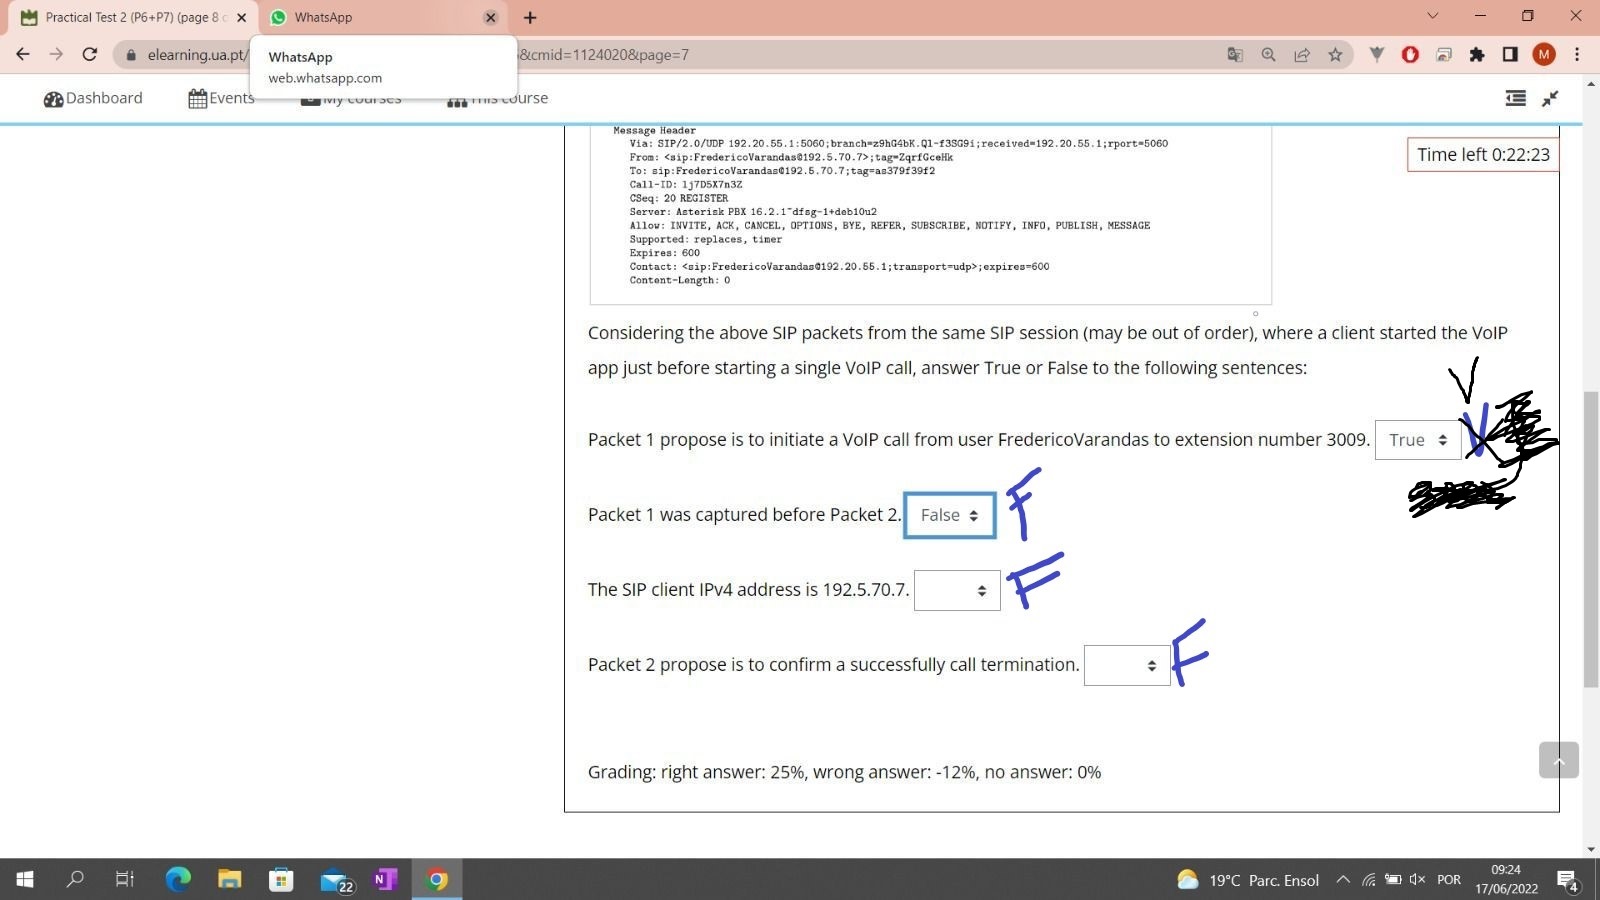 Practical Test 2 (P6+P7) (page 8 o
WhatsApp
elearning.ua.pt/
&cmid=1124020&page=7
M
WhatsApp
web.whatsapp.com
Dashboard
Events
My courses
This course
Time left 0:22:23
Message Header
Via: SIP/2.0/UDP 192.20.55.1:5060;branch=z9hG4bK.Ql-f3SG9i;received=192.20.55.1;rport=5060
From: <sip:FredericoVarandas@192.5.70.7>;tag=ZqrfGceHk
To: sip:FredericoVarandas@192.5.70.7;tag=as379f39f2
Call-ID: lj7D5X7n3Z
CSeq: 20 REGISTER
Server: Asterisk PBX 16.2.1~dfsg-1+deb10u2
Allow: INVITE, ACK, CANCEL, OPTIONS, BYE, REFER, SUBSCRIBE, NOTIFY, INFO, PUBLISH, MESSAGE
Supported: replaces, timer
Expires: 600
Contact: <sip:FredericoVarandas@192.20.55.1;transport=udp>;expires=600
Content-Length: 0
Considering the above SIP packets from the same SIP session (may be out of order), where a client started the VoIP
app just before starting a single VoIP call, answer True or False to the following sentences:
V
Packet 1 propose is to initiate a VoIP call from user FredericoVarandas to extension number 3009. True V
Packet 1 was captured before Packet 2. False F
The SIP client IPv4 address is 192.5.70.7. F
Packet 2 propose is to confirm a successfully call termination. F
Grading: right answer: 25%, wrong answer: -12%, no answer: 0%
22
N
19°C Parc. Ensol
POR
09:24
17/06/2022
4